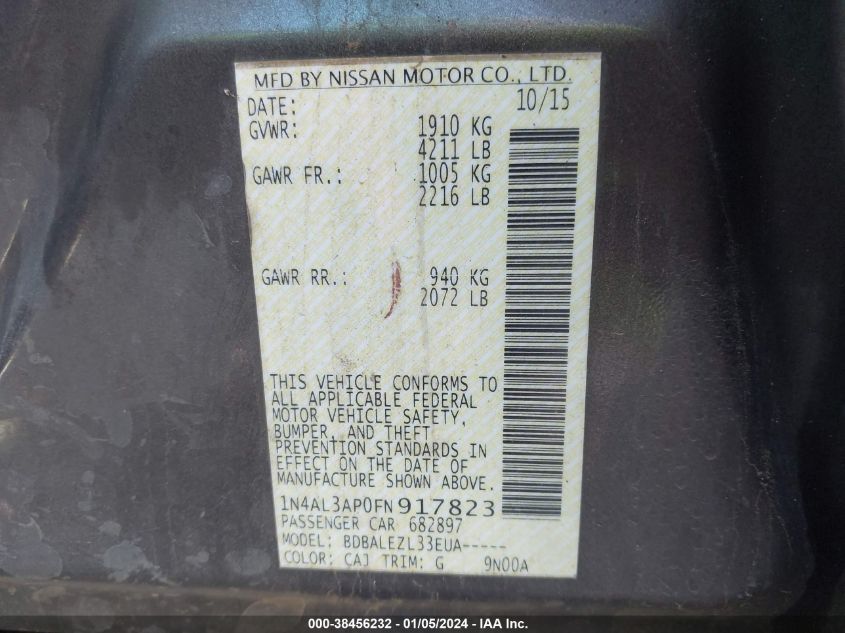 MFD BY NISSAN MOTOR CO., LTD.
DATE: 10/15
GVWR: 1910 KG
4211 LB
GAWR FR.: 1005 KG
2216 LB
GAWR RR.: 940 KG
2072 LB
THIS VEHICLE CONFORMS TO
ALL APPLICABLE FEDERAL
MOTOR VEHICLE SAFETY,
BUMPER, AND THEFT
PREVENTION STANDARDS IN
EFFECT ON THE DATE OF
MANUFACTURE SHOWN ABOVE.
1N4AL3AP0FN917823
PASSENGER CAR 682897
MODEL: BDBALEZL33EUA-----
COLOR: CAJ TRIM: G 9N00A
000-38456232 - 01/05/2024 - IAA Inc.